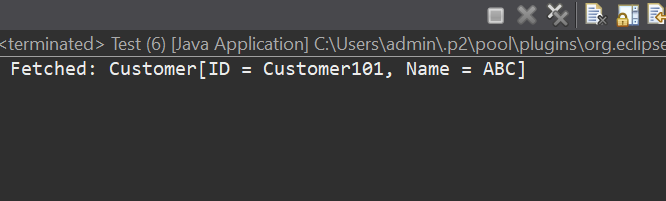 <terminated> Test (6) [Java Application] C:\Users\admin\.p2\pool\plugins\org.eclipse
Fetched: Customer[ID = Customer101, Name = ABC]